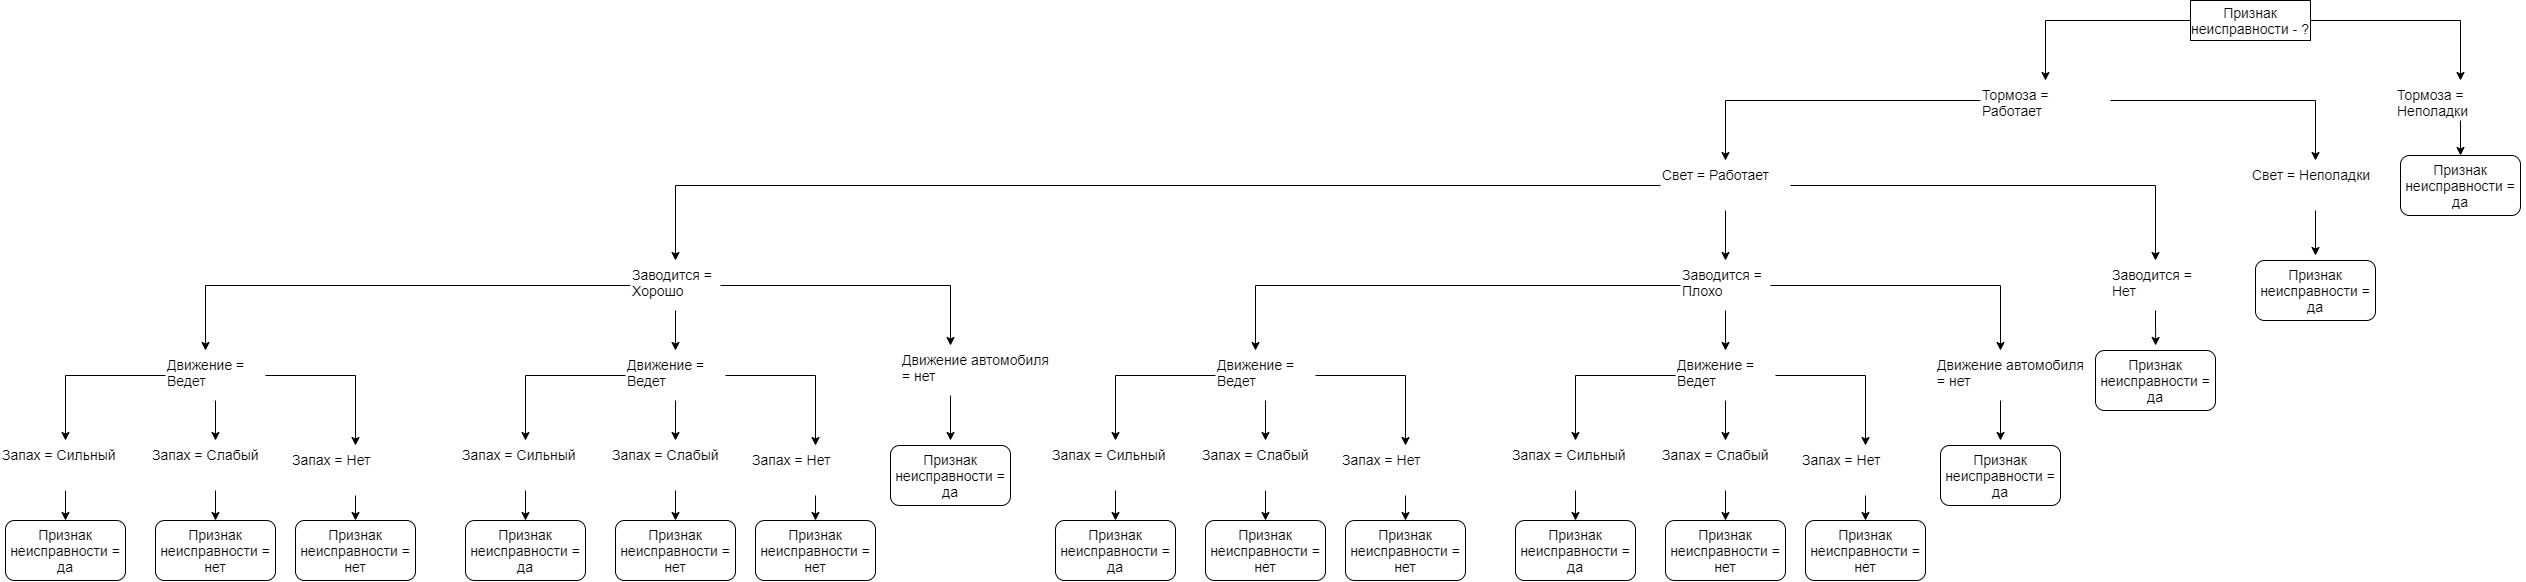 Признак
неисправности - ?
Тормоза =
Работает
Тормоза =
Неполадки
Свет = Работает
Свет = Неполадки
Признак
неисправности =
да
Заводится =
Хорошо
Заводится =
Плохо
Заводится =
Нет
Признак
неисправности =
да
Движение =
Ведет
Движение =
Ведет
Движение автомобиля
= нет
Движение =
Ведет
Движение =
Ведет
Движение автомобиля
= нет
Признак
неисправности =
да
Запах = Сильный
Запах = Слабый
Запах = Нет
Запах = Сильный
Запах = Слабый
Запах = Нет
Признак
неисправности =
да
Запах = Сильный
Запах = Слабый
Запах = Нет
Запах = Сильный
Запах = Слабый
Запах = Нет
Признак
неисправности =
да
Признак
неисправности =
да
Признак
неисправности =
нет
Признак
неисправности =
нет
Признак
неисправности =
да
Признак
неисправности =
нет
Признак
неисправности =
нет
Признак
неисправности =
да
Признак
неисправности =
нет
Признак
неисправности =
нет
Признак
неисправности =
да
Признак
неисправности =
нет
Признак
неисправности =
нет